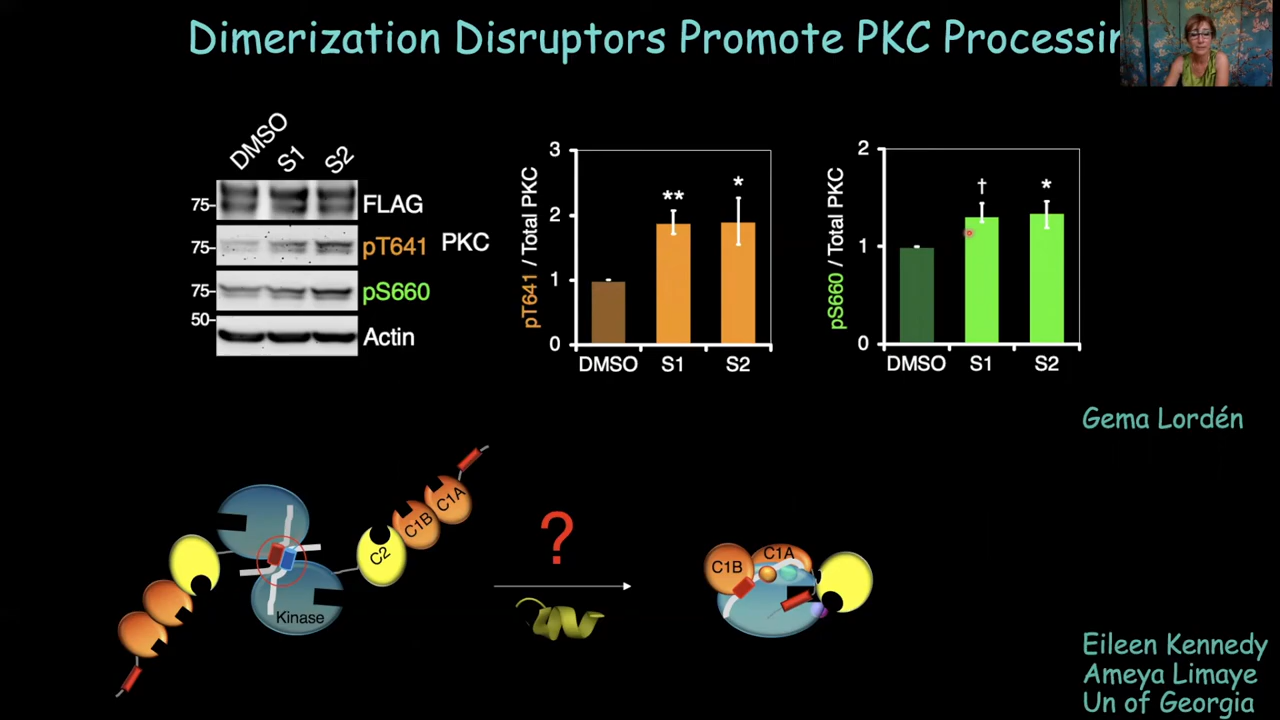 Dimerization Disruptors Promote PKC Processin
DMSO S1 S2
75 FLAG
75 pT641 PKC
75 pS660
50
Actin
pT641 / Total PKC
3
2
1
0
** *
DMSO S1 S2
pS660 / Total PKC
2
1
0
† *
DMSO S1 S2
Gema Lordén
C2 C1B C1A
Kinase
?
C1B C1A
Eileen Kennedy
Ameya Limaye
Un of Georgia